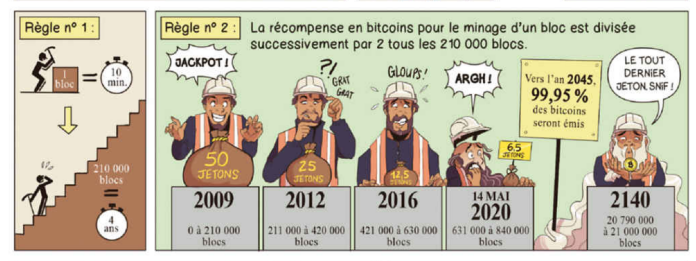 Règle n° 1 :
1
bloc
=
10
min.
210 000
blocs
=
4
ans
Règle n° 2 : La récompense en bitcoins pour le minage d'un bloc est divisée
successivement par 2 tous les 210 000 blocs.
JACKPOT !
50
JETONS
2009
0 à 210 000
blocs
?!
GRAT
GRAT
25
JETONS
2012
211 000 à 420 000
blocs
GLOUPS !
12,5
JETONS
2016
421 000 à 630 000
blocs
ARGH !
6,5
JETONS
14 MAI
2020
631 000 à 840 000
blocs
Vers l'an 2045,
99,95 %
des bitcoins
seront émis
LE TOUT
DERNIER
JETON. SNIF !
2140
20 790 000
à 21 000 000
blocs